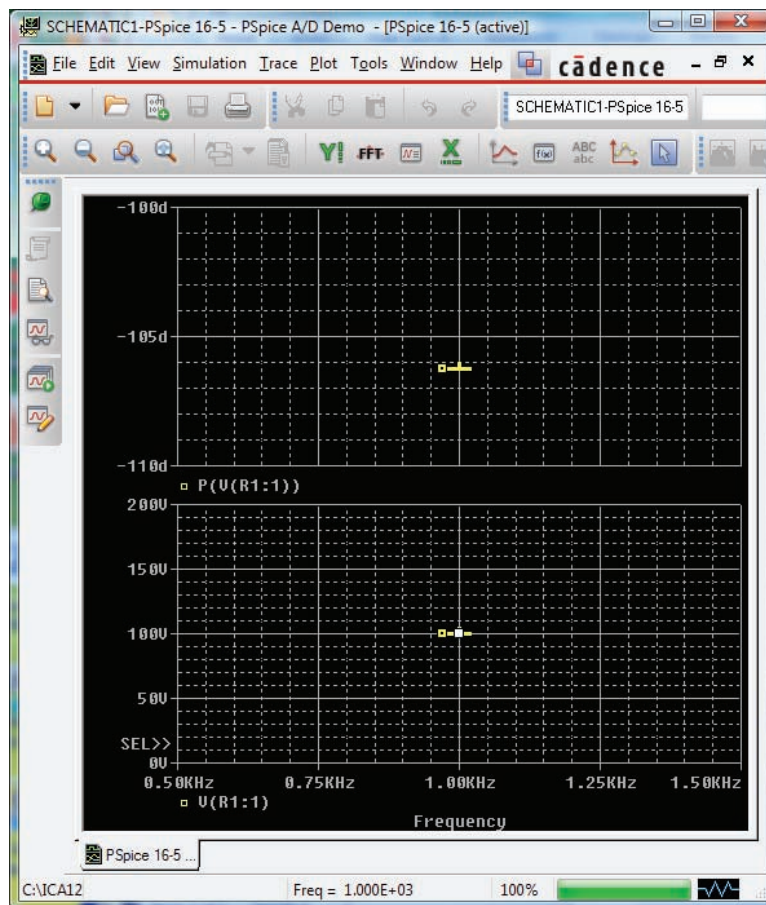 SCHEMATIC1-PSpice 16-5 - PSpice A/D Demo - [PSpice 16-5 (active)]
File Edit View Simulation Trace Plot Tools Window Help cādence
SCHEMATIC1-PSpice 16-5
FFT ABC
abc
-100d
-105d
-110d
P(V(R1:1))
200V
150V
100V
50V
SEL>>
0V
0.50KHz 0.75KHz 1.00KHz 1.25KHz 1.50KHz
V(R1:1)
Frequency
PSpice 16-5 ...
C:\ICA12 Freq = 1.000E+03 100%